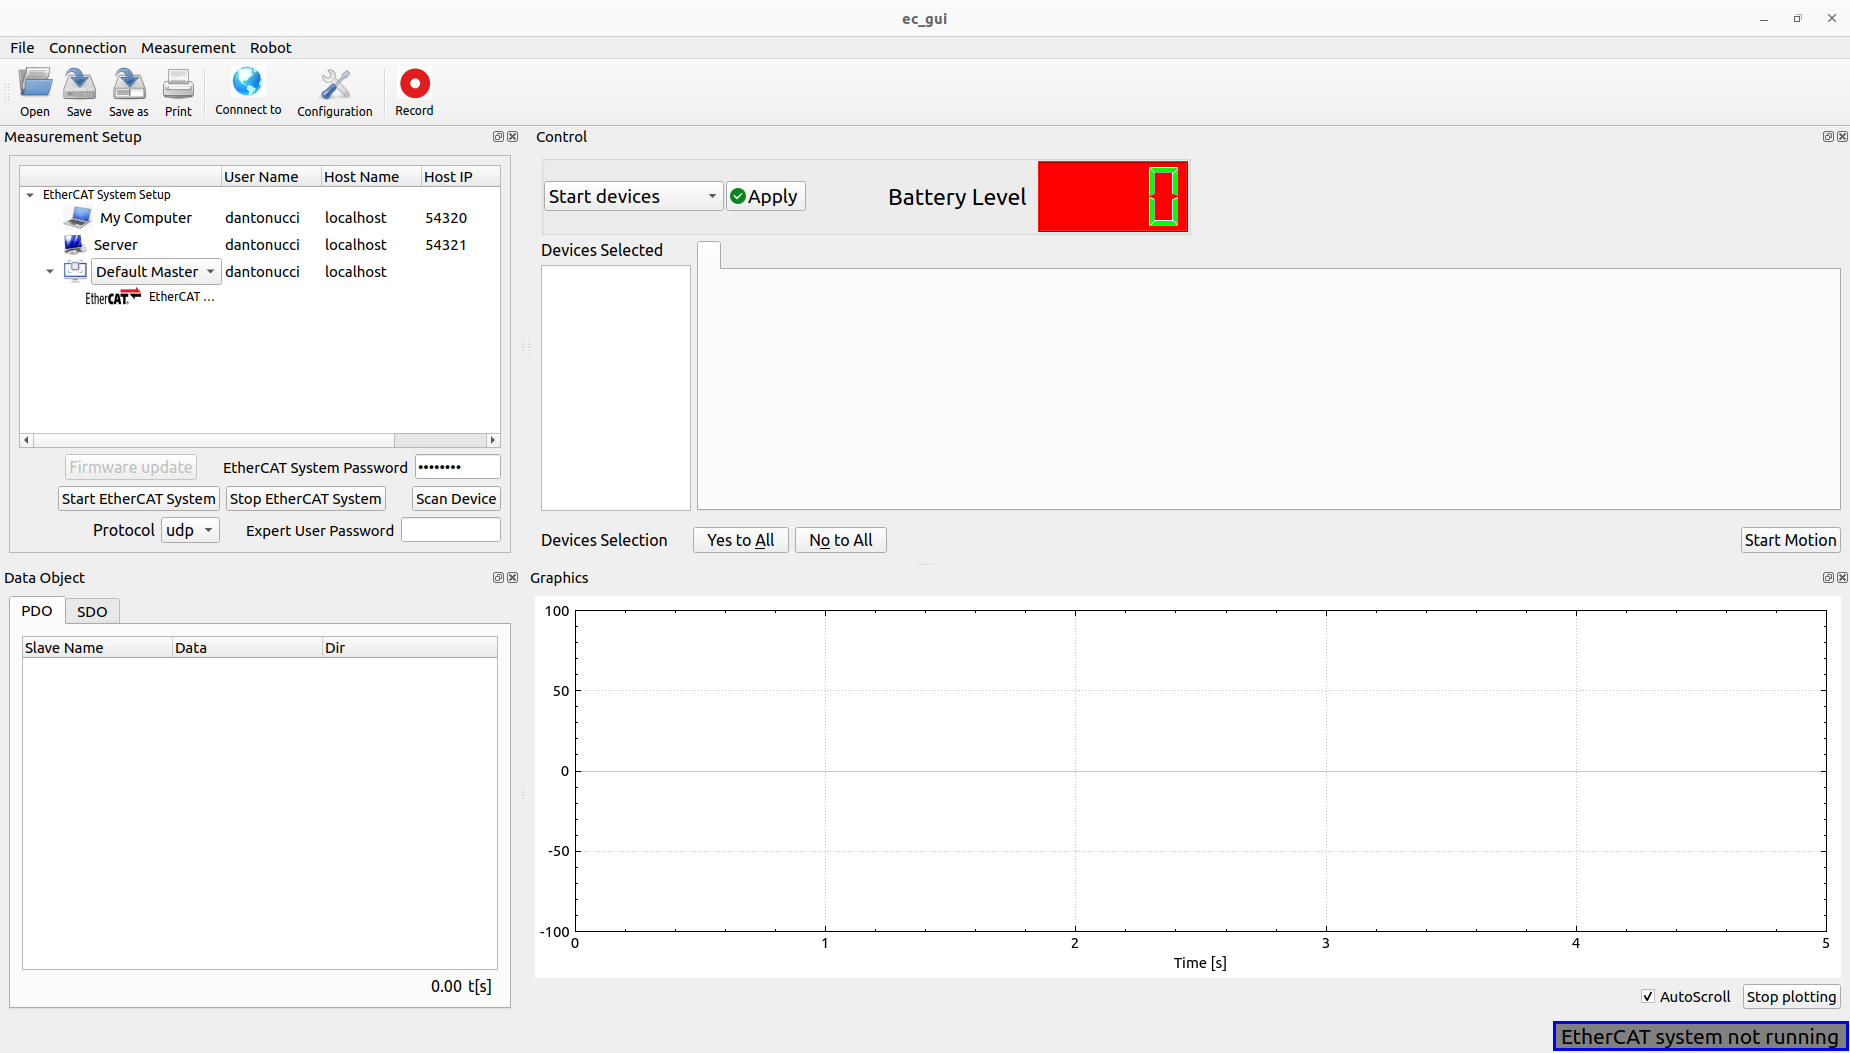 ec_gui
File Connection Measurement Robot
Open Save Save as Print Connnect to Configuration Record
Measurement Setup
User Name Host Name Host IP
EtherCAT System Setup
My Computer dantonucci localhost 54320
Server dantonucci localhost 54321
Default Master dantonucci localhost
EtherCAT EtherCAT ...
Firmware update EtherCAT System Password ••••••••
Start EtherCAT System Stop EtherCAT System Scan Device
Protocol udp Expert User Password
Control
Start devices Apply Battery Level 0
Devices Selected
Devices Selection Yes to All No to All Start Motion
Data Object
PDO SDO
Slave Name Data Dir
0.00 t[s]
Graphics
100
50
0
-50
-100
0 1 2 3 4 5
Time [s]
AutoScroll Stop plotting
EtherCAT system not running